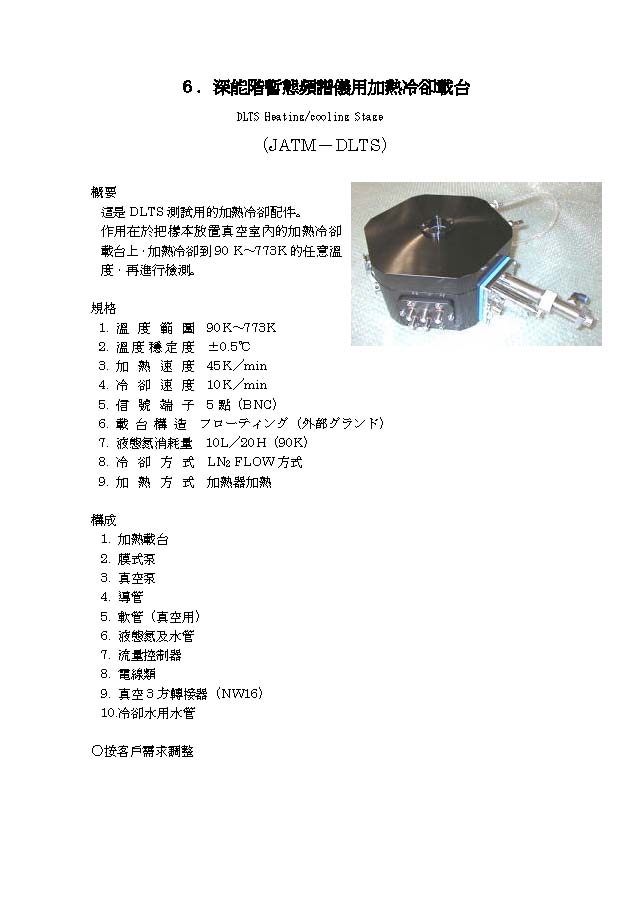 6．深能階暫態頻譜儀用加熱冷卻載台
DLTS Heating/cooling Stage
(JATM－DLTS)
概要
這是 DLTS 測試用的加熱冷卻配件。
作用在於把樣本放置真空室內的加熱冷卻
載台上，加熱冷卻到 90 K～773K 的任意溫
度，再進行檢測。
規格
1. 溫度範圍 90K～773K
2. 溫度穩定度 ±0.5℃
3. 加熱速度 45K／min
4. 冷卻速度 10K／min
5. 信號端子 5 點（BNC）
6. 載台構造 フローティング（外部グランド）
7. 液態氮消耗量 10L／20H（90K）
8. 冷卻方式 LN₂ FLOW 方式
9. 加熱方式 加熱器加熱
構成
1. 加熱載台
2. 膜式泵
3. 真空泵
4. 導管
5. 軟管（真空用）
6. 液態氮及水管
7. 流量控制器
8. 電線類
9. 真空 3 方轉接器（NW16）
10.冷卻水用水管
○按客戶需求調整